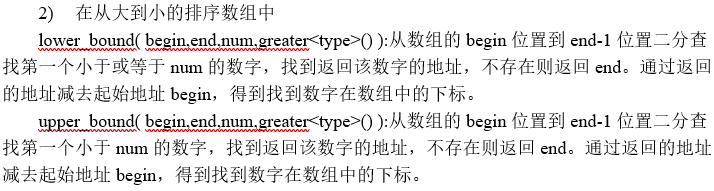 2) 在从大到小的排序数组中
lower_bound( begin,end,num,greater<type>() ):从数组的 begin 位置到 end-1 位置二分查
找第一个小于或等于 num 的数字，找到返回该数字的地址，不存在则返回 end。通过返回
的地址减去起始地址 begin，得到找到数字在数组中的下标。
upper_bound( begin,end,num,greater<type>() ):从数组的 begin 位置到 end-1 位置二分查
找第一个小于 num 的数字，找到返回该数字的地址，不存在则返回 end。通过返回的地址
减去起始地址 begin，得到找到数字在数组中的下标。